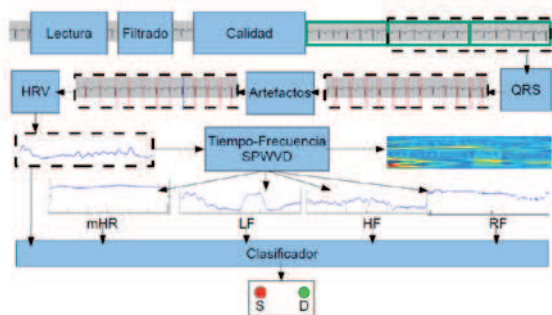 Lectura
Filtrado
Calidad
HRV
Artefactos
QRS
Tiempo-Frecuencia
SPWVD
mHR
LF
HF
RF
Clasificador
S
D